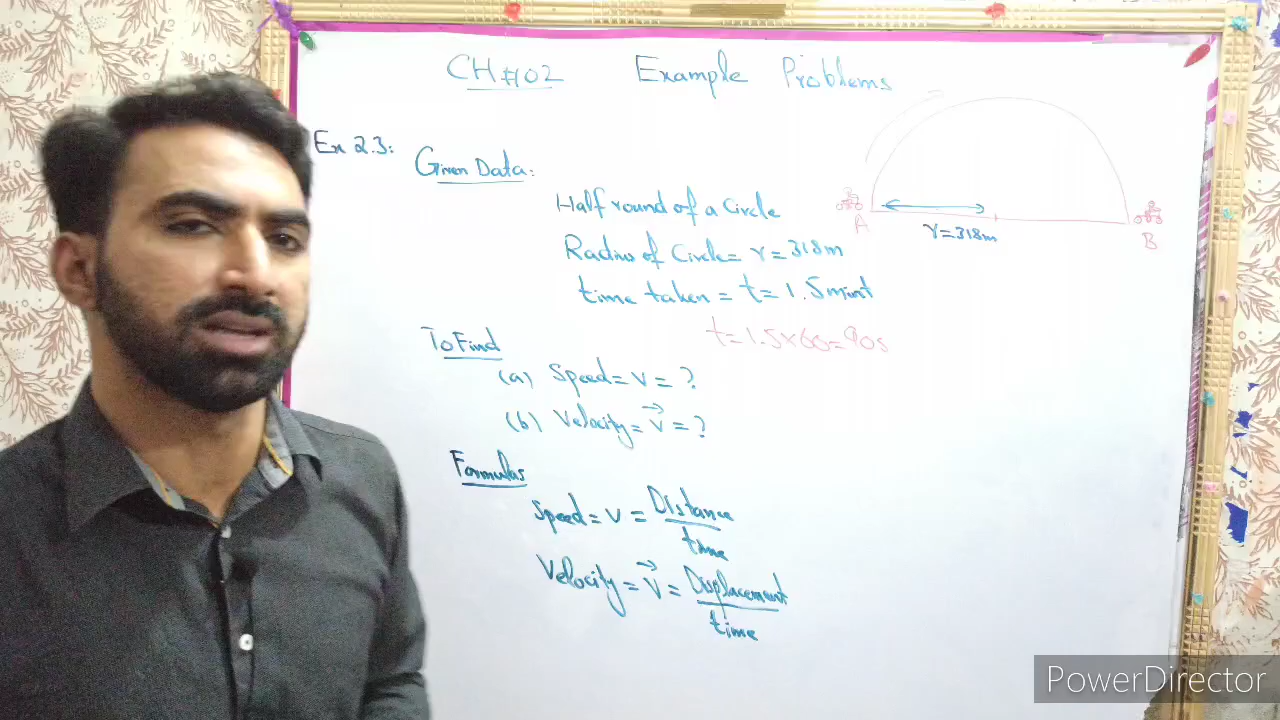 CH#02 Example Problems
Ex 2.3:
Given Data:
Half round of a Circle
Radius of Circle = r = 318m
time taken = t = 1.5mint
t = 1.5×60 = 90s
A
r = 318m
B
To Find
(a) Speed = v = ?
(b) Velocity = v⃗ = ?
Formulas
Speed = v = Distance
time
Velocity = v⃗ = Displacement
time
PowerDirector